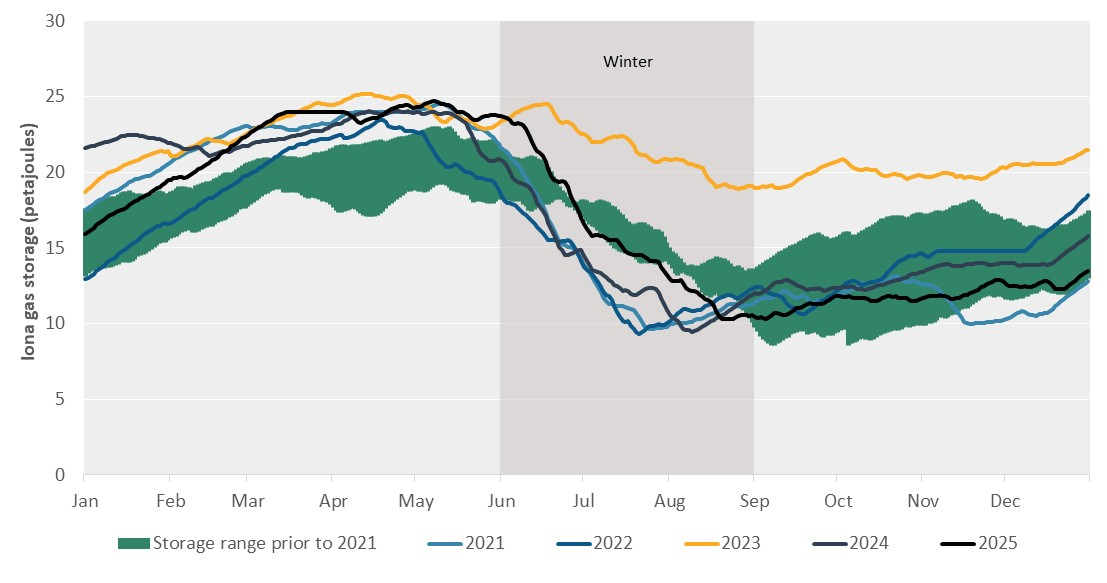 Iona gas storage (petajoules)
30
25
20
15
10
5
0
Winter
Jan Feb Mar Apr May Jun Jul Aug Sep Oct Nov Dec
Storage range prior to 2021 2021 2022 2023 2024 2025